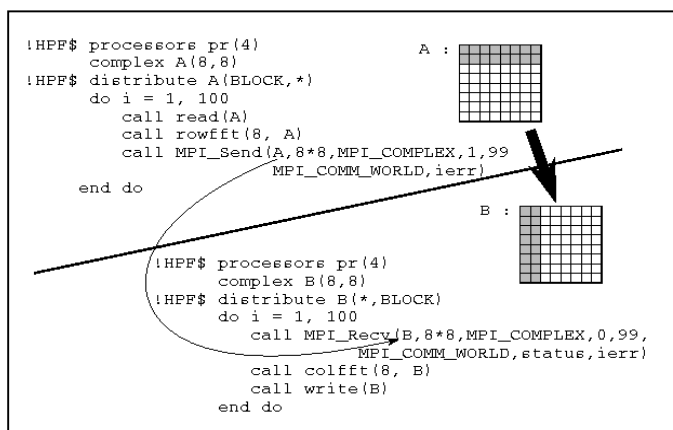 !HPF$ processors pr(4)
complex A(8,8)
!HPF$ distribute A(BLOCK,*)
do i = 1, 100
call read(A)
call rowfft(8, A)
call MPI_Send(A,8*8,MPI_COMPLEX,1,99
MPI_COMM_WORLD,ierr)
end do
A :
B :
!HPF$ processors pr(4)
complex B(8,8)
!HPF$ distribute B(*,BLOCK)
do i = 1, 100
call MPI_Recv(B,8*8,MPI_COMPLEX,0,99,
MPI_COMM_WORLD,status,ierr)
call colfft(8, B)
call write(B)
end do